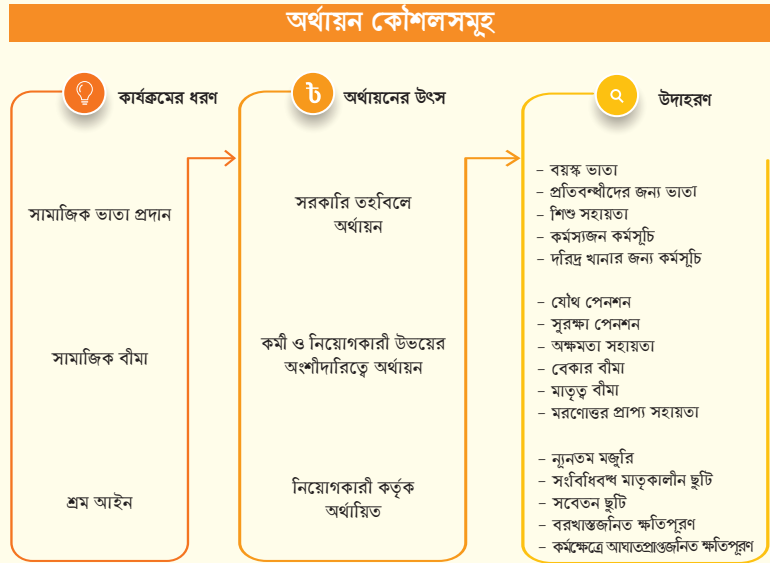 অর্থায়ন কৌশলসমূহ
কার্যক্রমের ধরণ
৳ অর্থায়নের উৎস
উদাহরণ
সামাজিক ভাতা প্রদান
সরকারি তহবিলে
অর্থায়ন
– বয়স্ক ভাতা
– প্রতিবন্ধীদের জন্য ভাতা
– শিশু সহায়তা
– কর্মস্যজন কর্মসূচি
– দরিদ্র খানার জন্য কর্মসূচি
সামাজিক বীমা
কর্মী ও নিয়োগকারী উভয়ের
অংশীদারিত্বে অর্থায়ন
– যৌথ পেনশন
– সুরক্ষা পেনশন
– অক্ষমতা সহায়তা
– বেকার বীমা
– মাতৃত্ব বীমা
– মরণোত্তর প্রাপ্য সহায়তা
শ্রম আইন
নিয়োগকারী কর্তৃক
অর্থায়িত
– ন্যূনতম মজুরি
– সংবিধিবদ্ধ মাতৃকালীন ছুটি
– সবেতন ছুটি
– বরখাস্তজনিত ক্ষতিপূরণ
– কর্মক্ষেত্রে আঘাতপ্রাপ্তজনিত ক্ষতিপূরণ